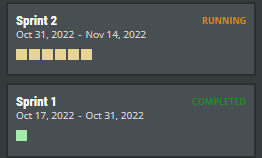 Sprint 2 RUNNING
Oct 31, 2022 - Nov 14, 2022
Sprint 1 COMPLETED
Oct 17, 2022 - Oct 31, 2022